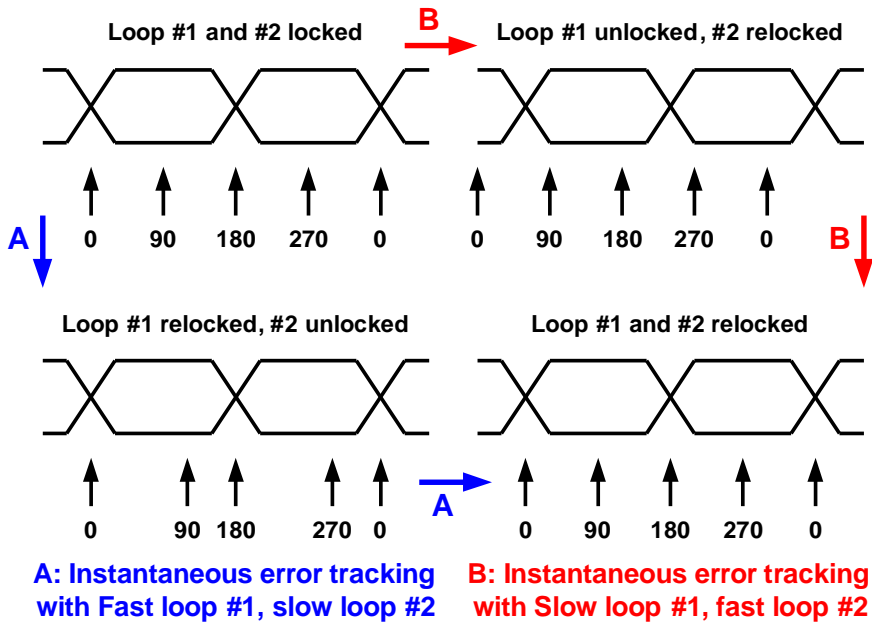 Loop #1 and #2 locked
B
Loop #1 unlocked, #2 relocked
0 90 180 270 0
0 90 180 270 0
A
B
Loop #1 relocked, #2 unlocked
Loop #1 and #2 relocked
0 90 180 270 0
A
0 90 180 270 0
A: Instantaneous error tracking
with Fast loop #1, slow loop #2
B: Instantaneous error tracking
with Slow loop #1, fast loop #2